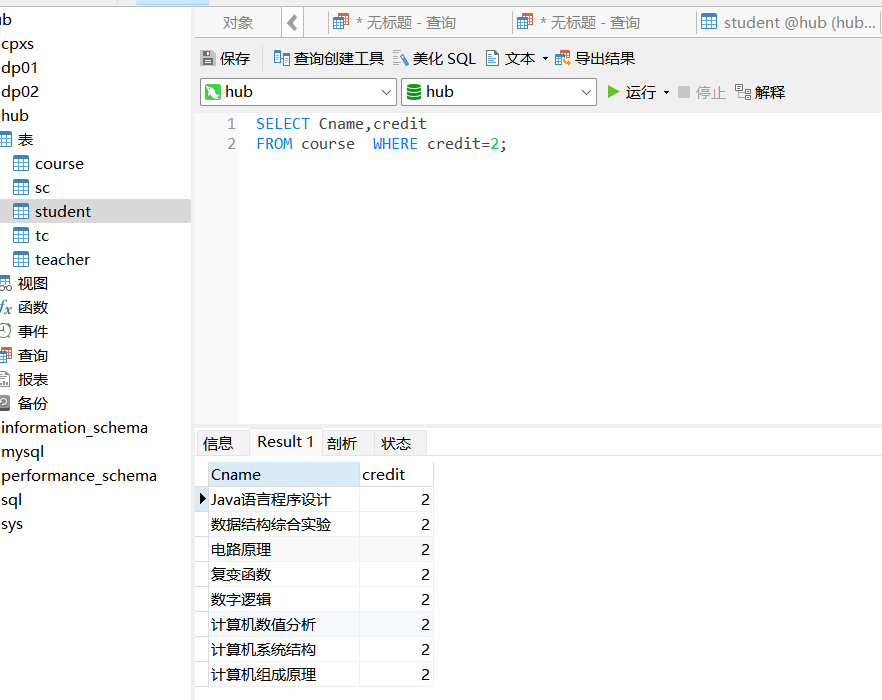 ub
cpxs
dp01
dp02
hub
表
course
sc
student
tc
teacher
视图
fx 函数
事件
查询
报表
备份
information_schema
mysql
performance_schema
sql
sys
对象
* 无标题 - 查询
* 无标题 - 查询
student @hub (hub...
保存 查询创建工具 美化 SQL 文本 导出结果
hub hub 运行 停止 解释
1 SELECT Cname,credit
2 FROM course  WHERE credit=2;
信息 Result 1 剖析 状态
Cname credit
Java语言程序设计 2
数据结构综合实验 2
电路原理 2
复变函数 2
数字逻辑 2
计算机数值分析 2
计算机系统结构 2
计算机组成原理 2